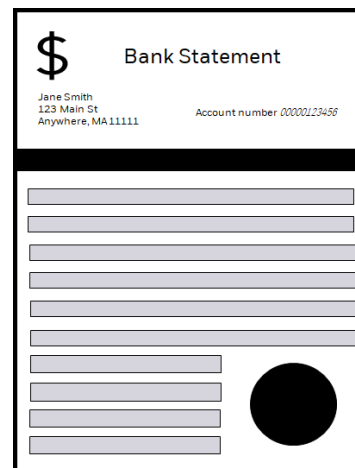 $
Bank Statement
Jane Smith
123 Main St
Anywhere, MA 11111
Account number 00000123456